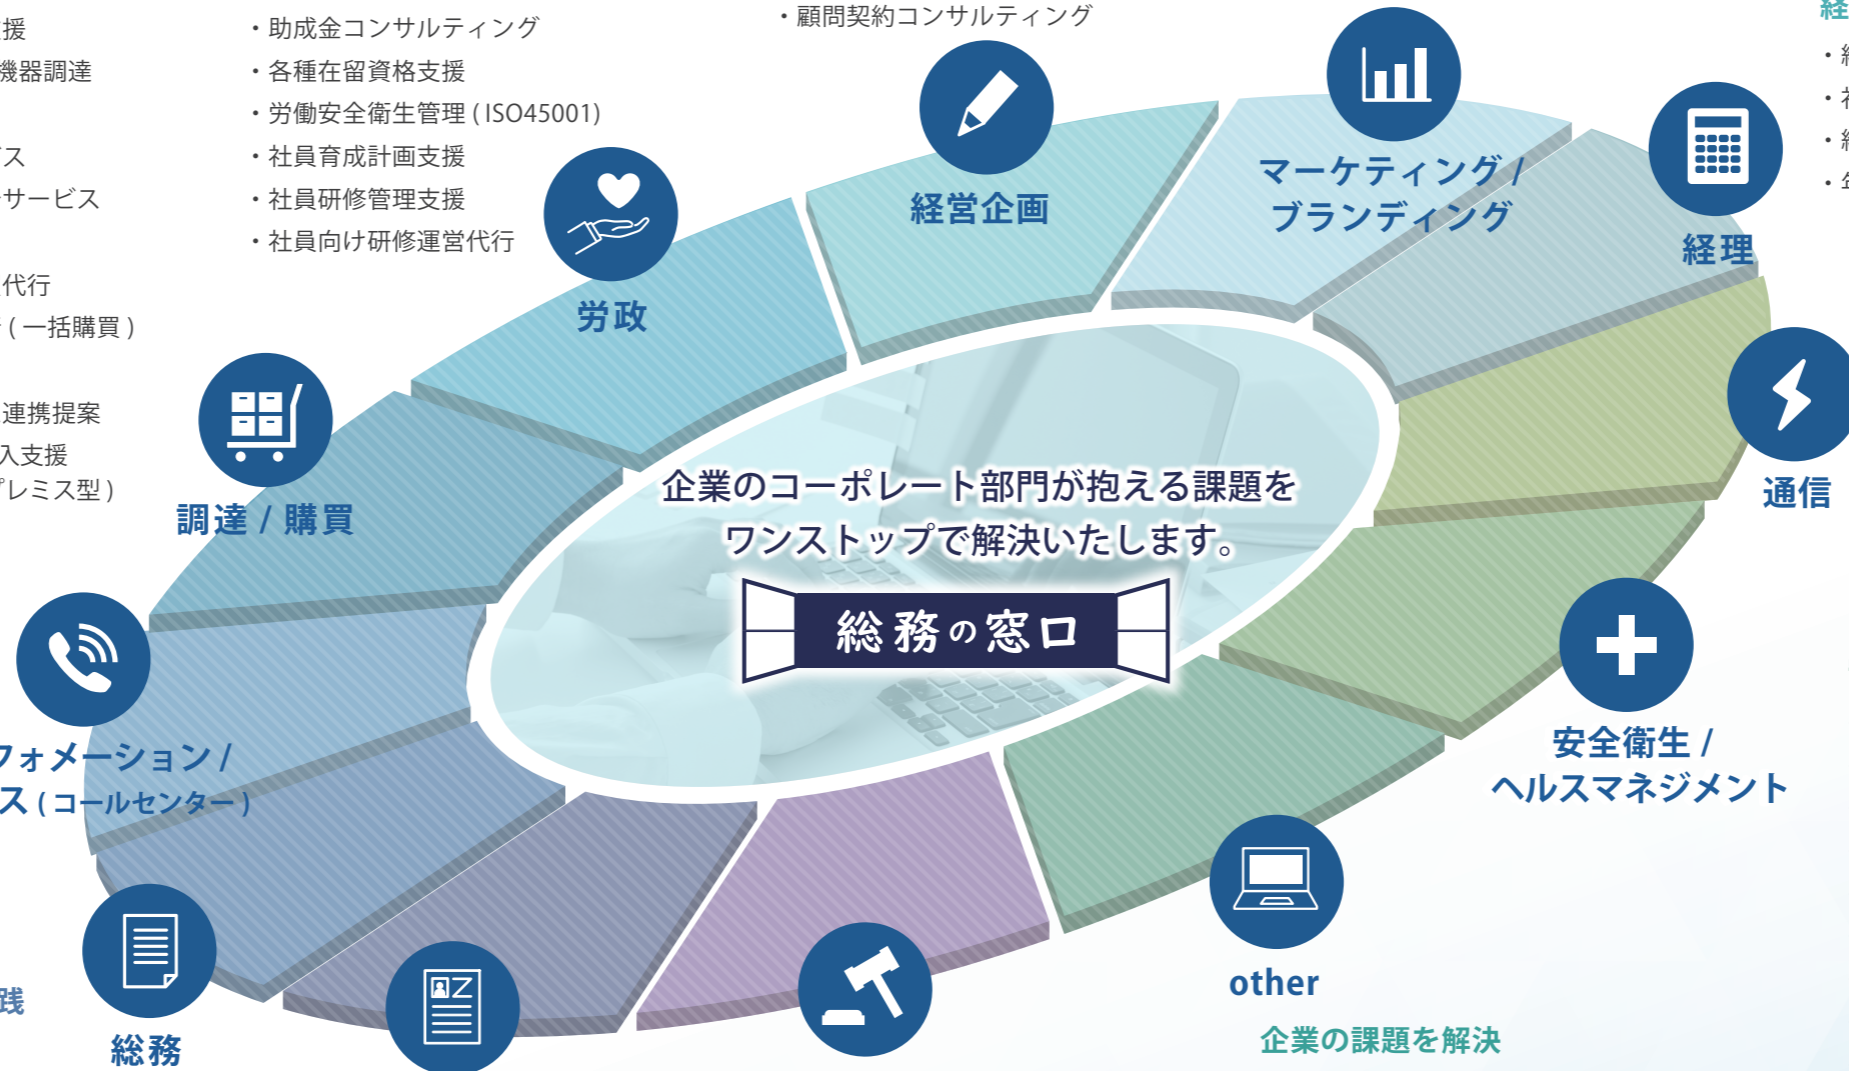 援
機器調達
ス
サービス
代行
( 一括購買 )
連携提案
入支援
プレミス型 )
・助成金コンサルティング
・各種在留資格支援
・労働安全衛生管理 ( ISO45001)
・社員育成計画支援
・社員研修管理支援
・社員向け研修運営代行
・顧問契約コンサルティング
経営企画
マーケティング /
ブランディング
経理
労政
調達 / 購買
通信
企業のコーポレート部門が抱える課題を
ワンストップで解決いたします。
総務の窓口
フォメーション /
ス ( コールセンター )
安全衛生 /
ヘルスマネジメント
other
企業の課題を解決
践
総務